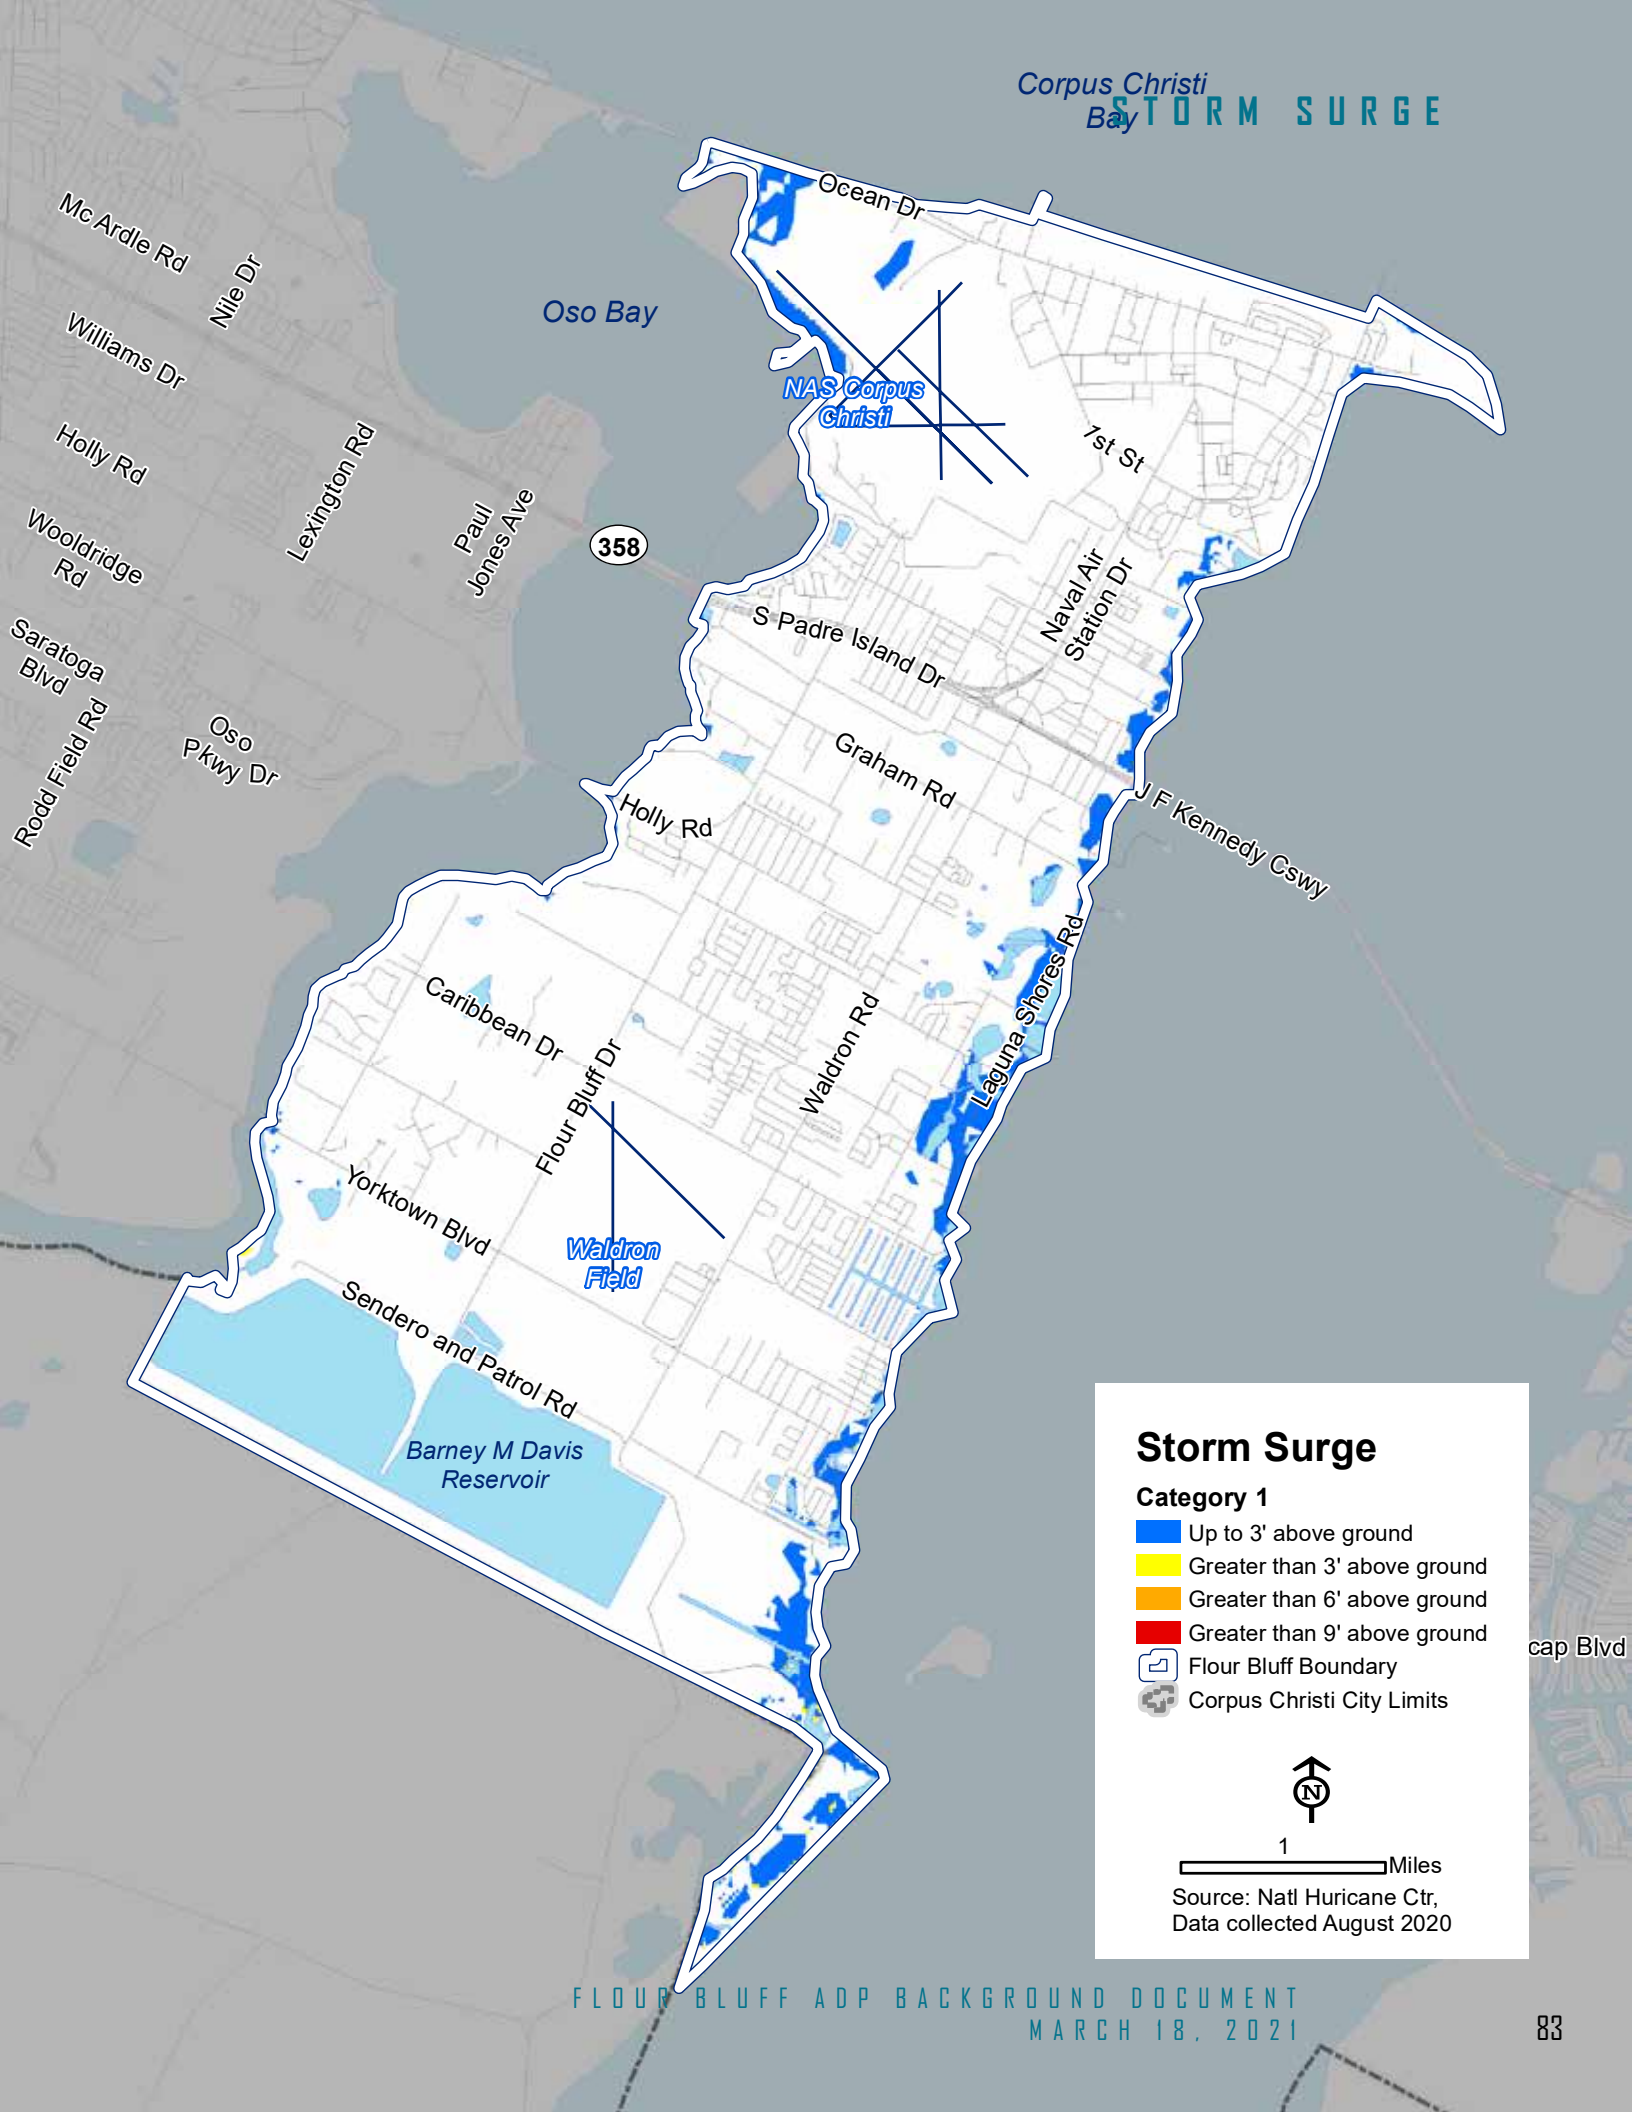 Corpus Christi
Bay
STORM SURGE
Ocean Dr
Mc Ardle Rd
Nile Dr
Oso Bay
Williams Dr
NAS Corpus
Christi
Holly Rd
Lexington Rd
1st St
Paul
Jones Ave
Wooldridge
Rd
358
Naval Air
Station Dr
S Padre Island Dr
Saratoga
Blvd
Rodd Field Rd
Oso
Pkwy Dr
Graham Rd
Holly Rd
J F Kennedy Cswy
Laguna Shores Rd
Caribbean Dr
Waldron Rd
Flour Bluff Dr
Yorktown Blvd
Waldron
Field
Sendero and Patrol Rd
Barney M Davis
Reservoir
Storm Surge
Category 1
Up to 3' above ground
Greater than 3' above ground
Greater than 6' above ground
Greater than 9' above ground
Flour Bluff Boundary
Corpus Christi City Limits
cap Blvd
N
1
Miles
Source: Natl Huricane Ctr,
Data collected August 2020
FLOUR BLUFF ADP BACKGROUND DOCUMENT
MARCH 18, 2021
83